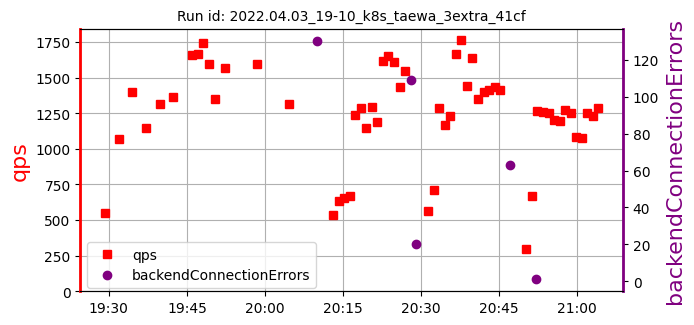 Run id: 2022.04.03_19-10_k8s_taewa_3extra_41cf
qps
1750
1500
1250
1000
750
500
250
0
120
100
80
60
40
20
0
backendConnectionErrors
qps
backendConnectionErrors
19:30 19:45 20:00 20:15 20:30 20:45 21:00